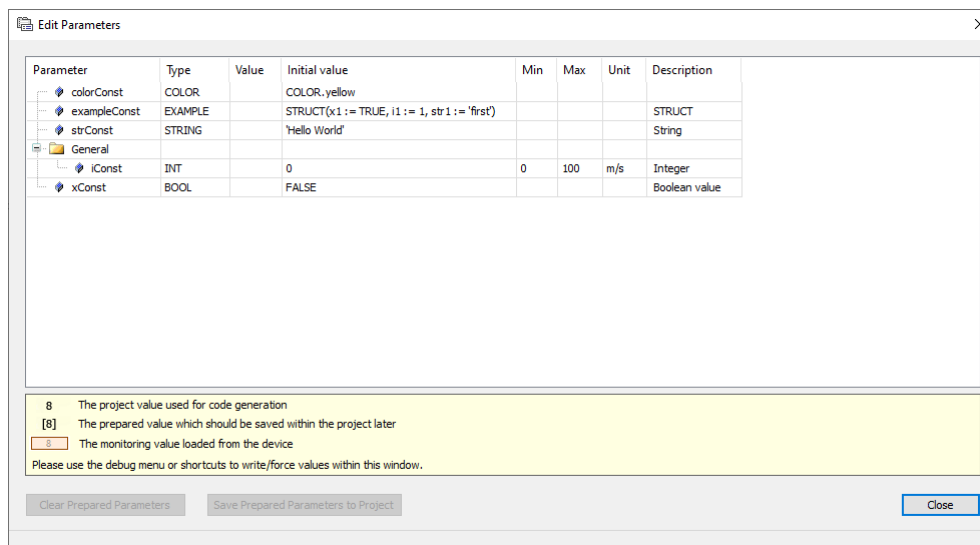 Edit Parameters
Parameter Type Value Initial value Min Max Unit Description
colorConst COLOR COLOR.yellow
exampleConst EXAMPLE STRUCT(x1 := TRUE, i1 := 1, str1 := 'first') STRUCT
strConst STRING 'Hello World' String
General
iConst INT 0 0 100 m/s Integer
xConst BOOL FALSE Boolean value
8 The project value used for code generation
[8] The prepared value which should be saved within the project later
8 The monitoring value loaded from the device
Please use the debug menu or shortcuts to write/force values within this window.
Clear Prepared Parameters Save Prepared Parameters to Project Close